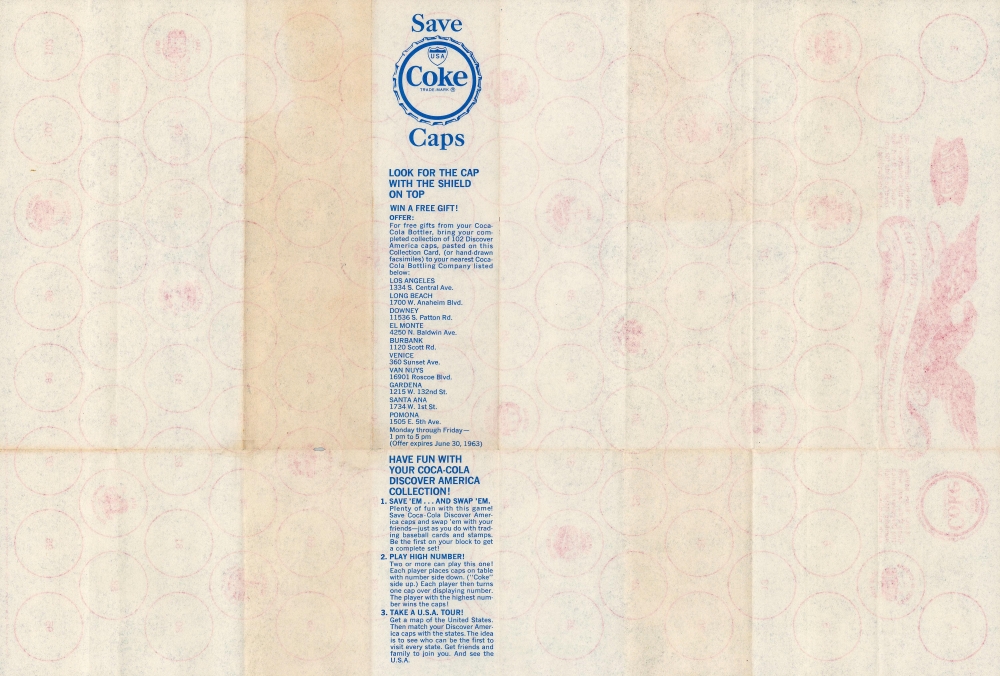 Save
USA
Coke
TRADE-MARK ®
Caps
LOOK FOR THE CAP
WITH THE SHIELD
ON TOP
WIN A FREE GIFT!
OFFER:
For free gifts from your Coca-
Cola Bottler, bring your com-
pleted collection of 102 Discover
America caps, pasted on this
Collection Card, (or hand-drawn
facsimiles) to your nearest Coca-
Cola Bottling Company listed
below:
LOS ANGELES
1334 S. Central Ave.
LONG BEACH
1700 W. Anaheim Blvd.
DOWNEY
11536 S. Patton Rd.
EL MONTE
4250 N. Baldwin Ave.
BURBANK
1120 Scott Rd.
VENICE
360 Sunset Ave.
VAN NUYS
16901 Roscoe Blvd.
GARDENA
1215 W. 132nd St.
SANTA ANA
1734 W. 1st St.
POMONA
1505 E. 5th Ave.
Monday through Friday—
1 pm to 5 pm
(Offer expires June 30, 1963)
HAVE FUN WITH
YOUR COCA-COLA
DISCOVER AMERICA
COLLECTION!
1. SAVE 'EM . . . AND SWAP 'EM.
Plenty of fun with this game!
Save Coca-Cola Discover Amer-
ica caps and swap 'em with your
friends—just as you do with trad-
ing baseball cards and stamps.
Be the first on your block to get
a complete set!
2. PLAY HIGH NUMBER!
Two or more can play this one!
Each player places caps on table
with number side down. ("Coke"
side up.) Each player then turns
one cap over displaying number.
The player with the highest num-
ber wins the caps!
3. TAKE A U.S.A. TOUR!
Get a map of the United States.
Then match your Discover Amer-
ica caps with the states. The idea
is to see who can be the first to
visit every state. Get friends and
family to join you. And see the
U.S.A.